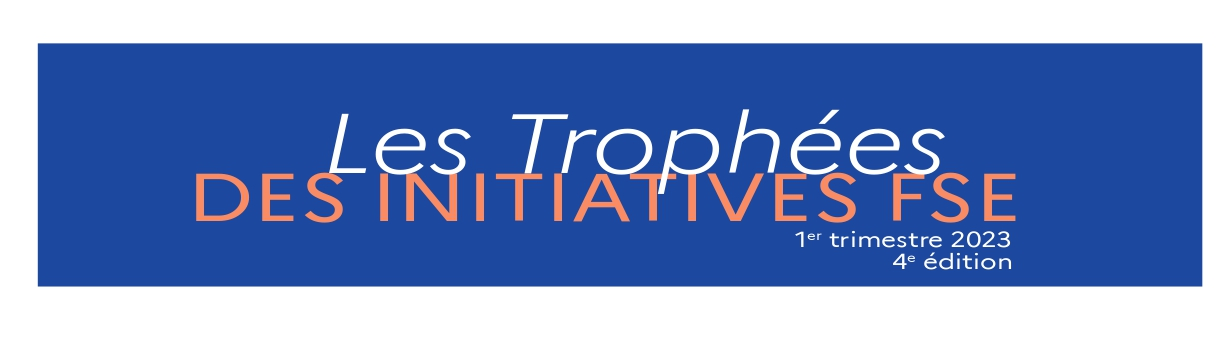 Les Trophées
DES INITIATIVES FSE
1er trimestre 2023
4e édition